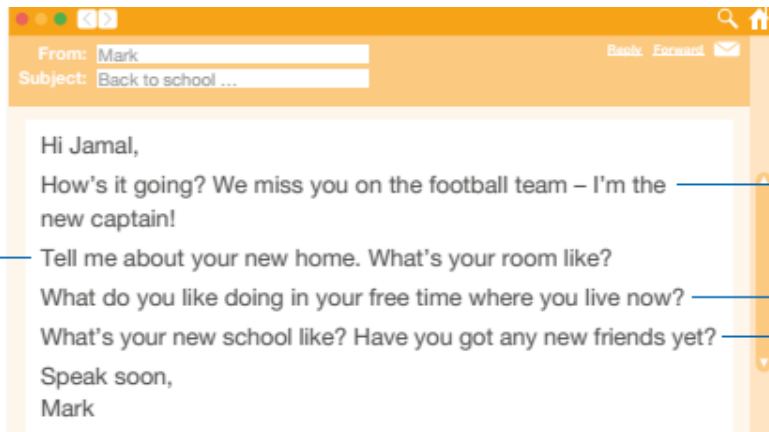 From: Mark
Reply Forward
Subject: Back to school ...
Hi Jamal,
How's it going? We miss you on the football team – I'm the
new captain!
Tell me about your new home. What's your room like?
What do you like doing in your free time where you live now?
What's your new school like? Have you got any new friends yet?
Speak soon,
Mark